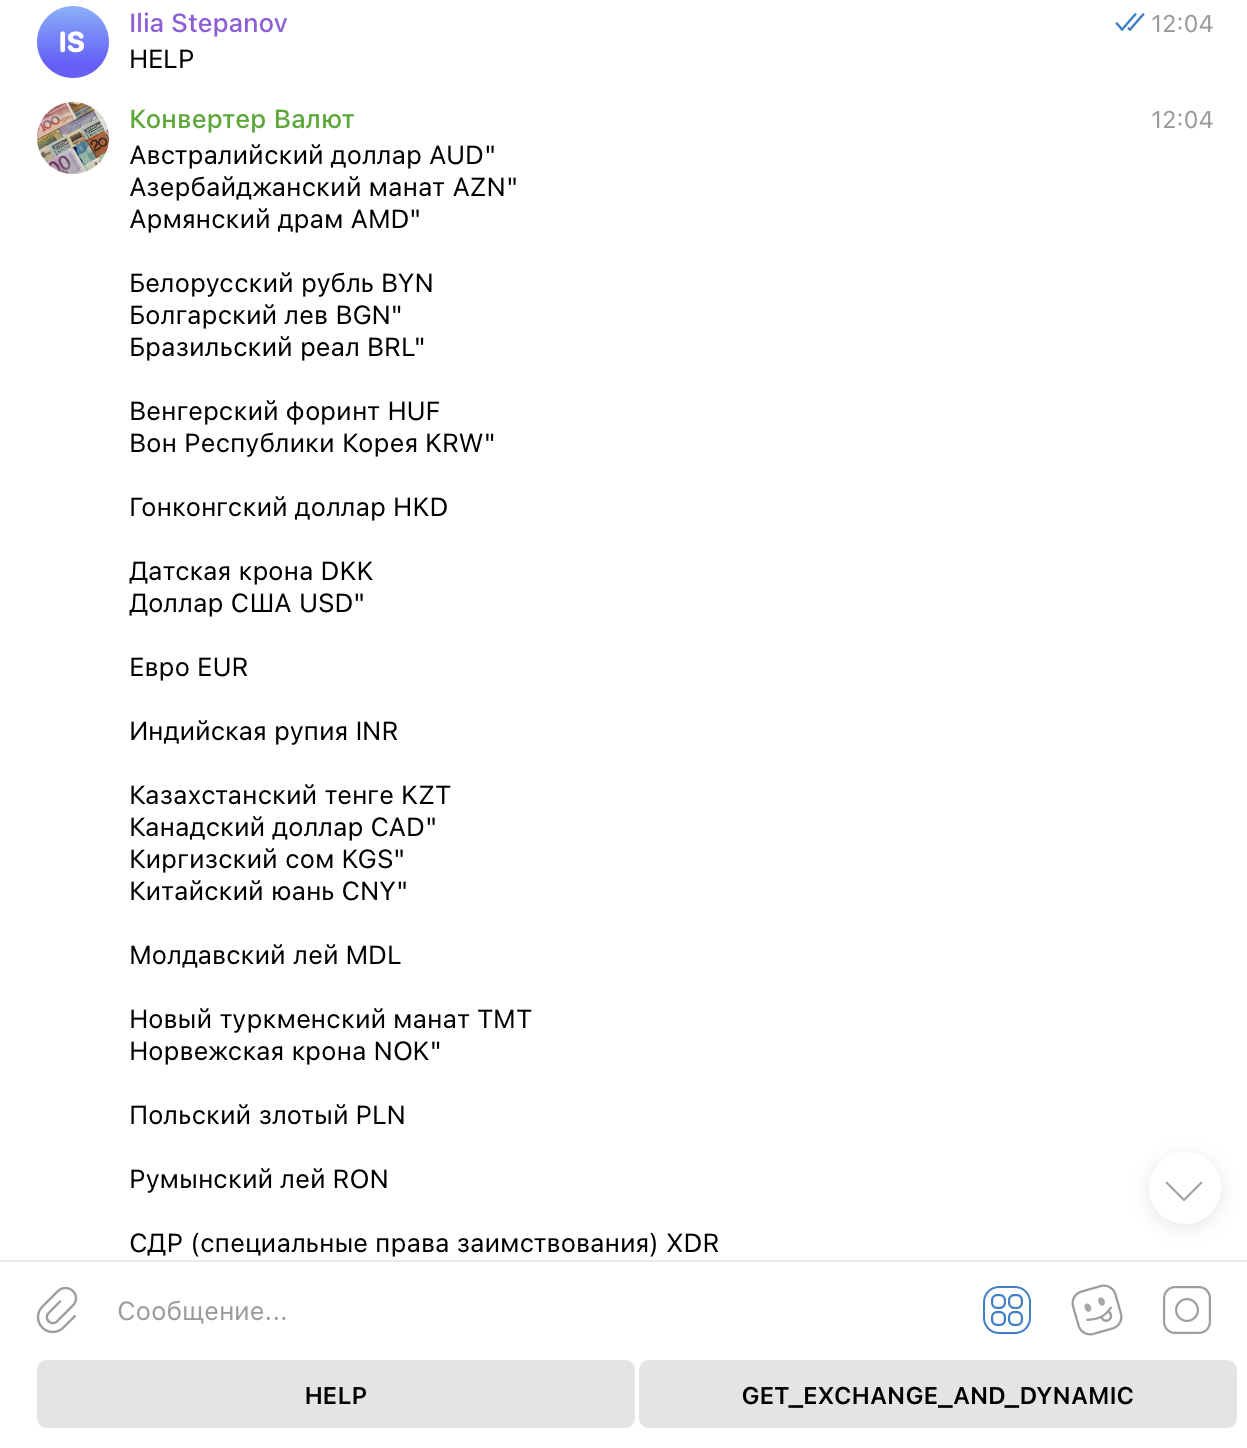 IS
Ilia Stepanov
12:04
HELP
Конвертер Валют
12:04
Австралийский доллар AUD"
Азербайджанский манат AZN"
Армянский драм AMD"
Белорусский рубль BYN
Болгарский лев BGN"
Бразильский реал BRL"
Венгерский форинт HUF
Вон Республики Корея KRW"
Гонконгский доллар HKD
Датская крона DKK
Доллар США USD"
Евро EUR
Индийская рупия INR
Казахстанский тенге KZT
Канадский доллар CAD"
Киргизский сом KGS"
Китайский юань CNY"
Молдавский лей MDL
Новый туркменский манат TMT
Норвежская крона NOK"
Польский злотый PLN
Румынский лей RON
СДР (специальные права заимствования) XDR
Сообщение...
HELP
GET_EXCHANGE_AND_DYNAMIC